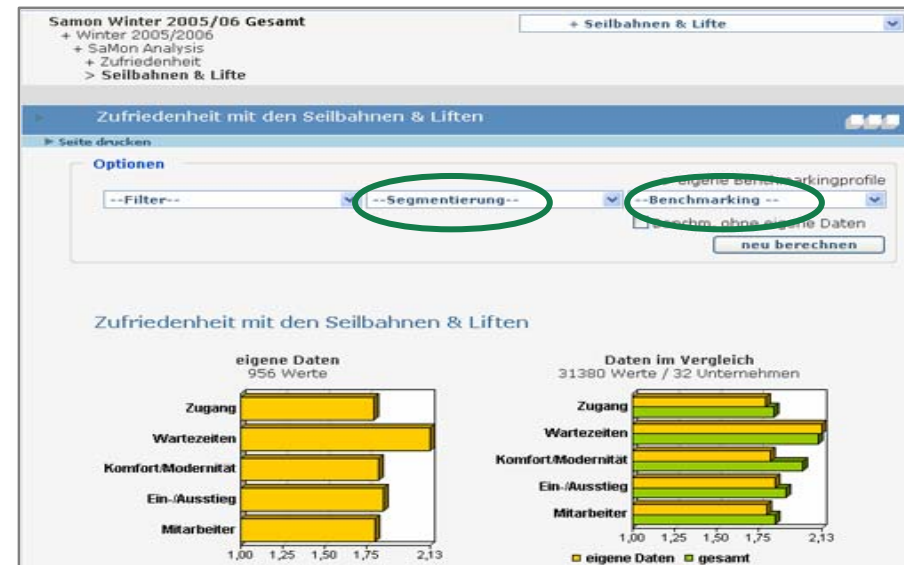 Samon Winter 2005/06 Gesamt
+ Seilbahnen & Lifte
+ Winter 2005/2006
+ SaMon Analysis
+ Zufriedenheit
> Seilbahnen & Lifte
Zufriedenheit mit den Seilbahnen & Liften
Seite drucken
Optionen
eigene Benchmarkingprofile
--Filter--
--Segmentierung--
--Benchmarking --
Benchm. ohne eigene Daten
neu berechnen
Zufriedenheit mit den Seilbahnen & Liften
eigene Daten
956 Werte
Zugang
Wartezeiten
Komfort/Modernität
Ein-/Ausstieg
Mitarbeiter
1,00 1,25 1,50 1,75 2,13
Daten im Vergleich
31380 Werte / 32 Unternehmen
Zugang
Wartezeiten
Komfort/Modernität
Ein-/Ausstieg
Mitarbeiter
1,00 1,25 1,50 1,75 2,13
eigene Daten gesamt